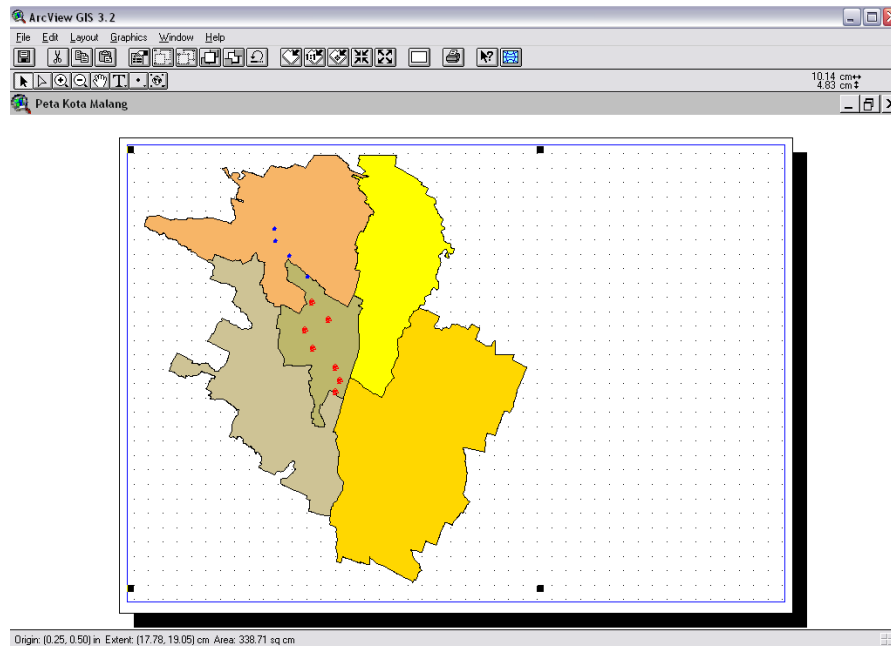 ArcView GIS 3.2
File Edit Layout Graphics Window Help
10.14 cm
4.83 cm
Peta Kota Malang
Origin: (0.25, 0.50) in Extent: (17.78, 19.05) cm Area: 338.71 sq cm